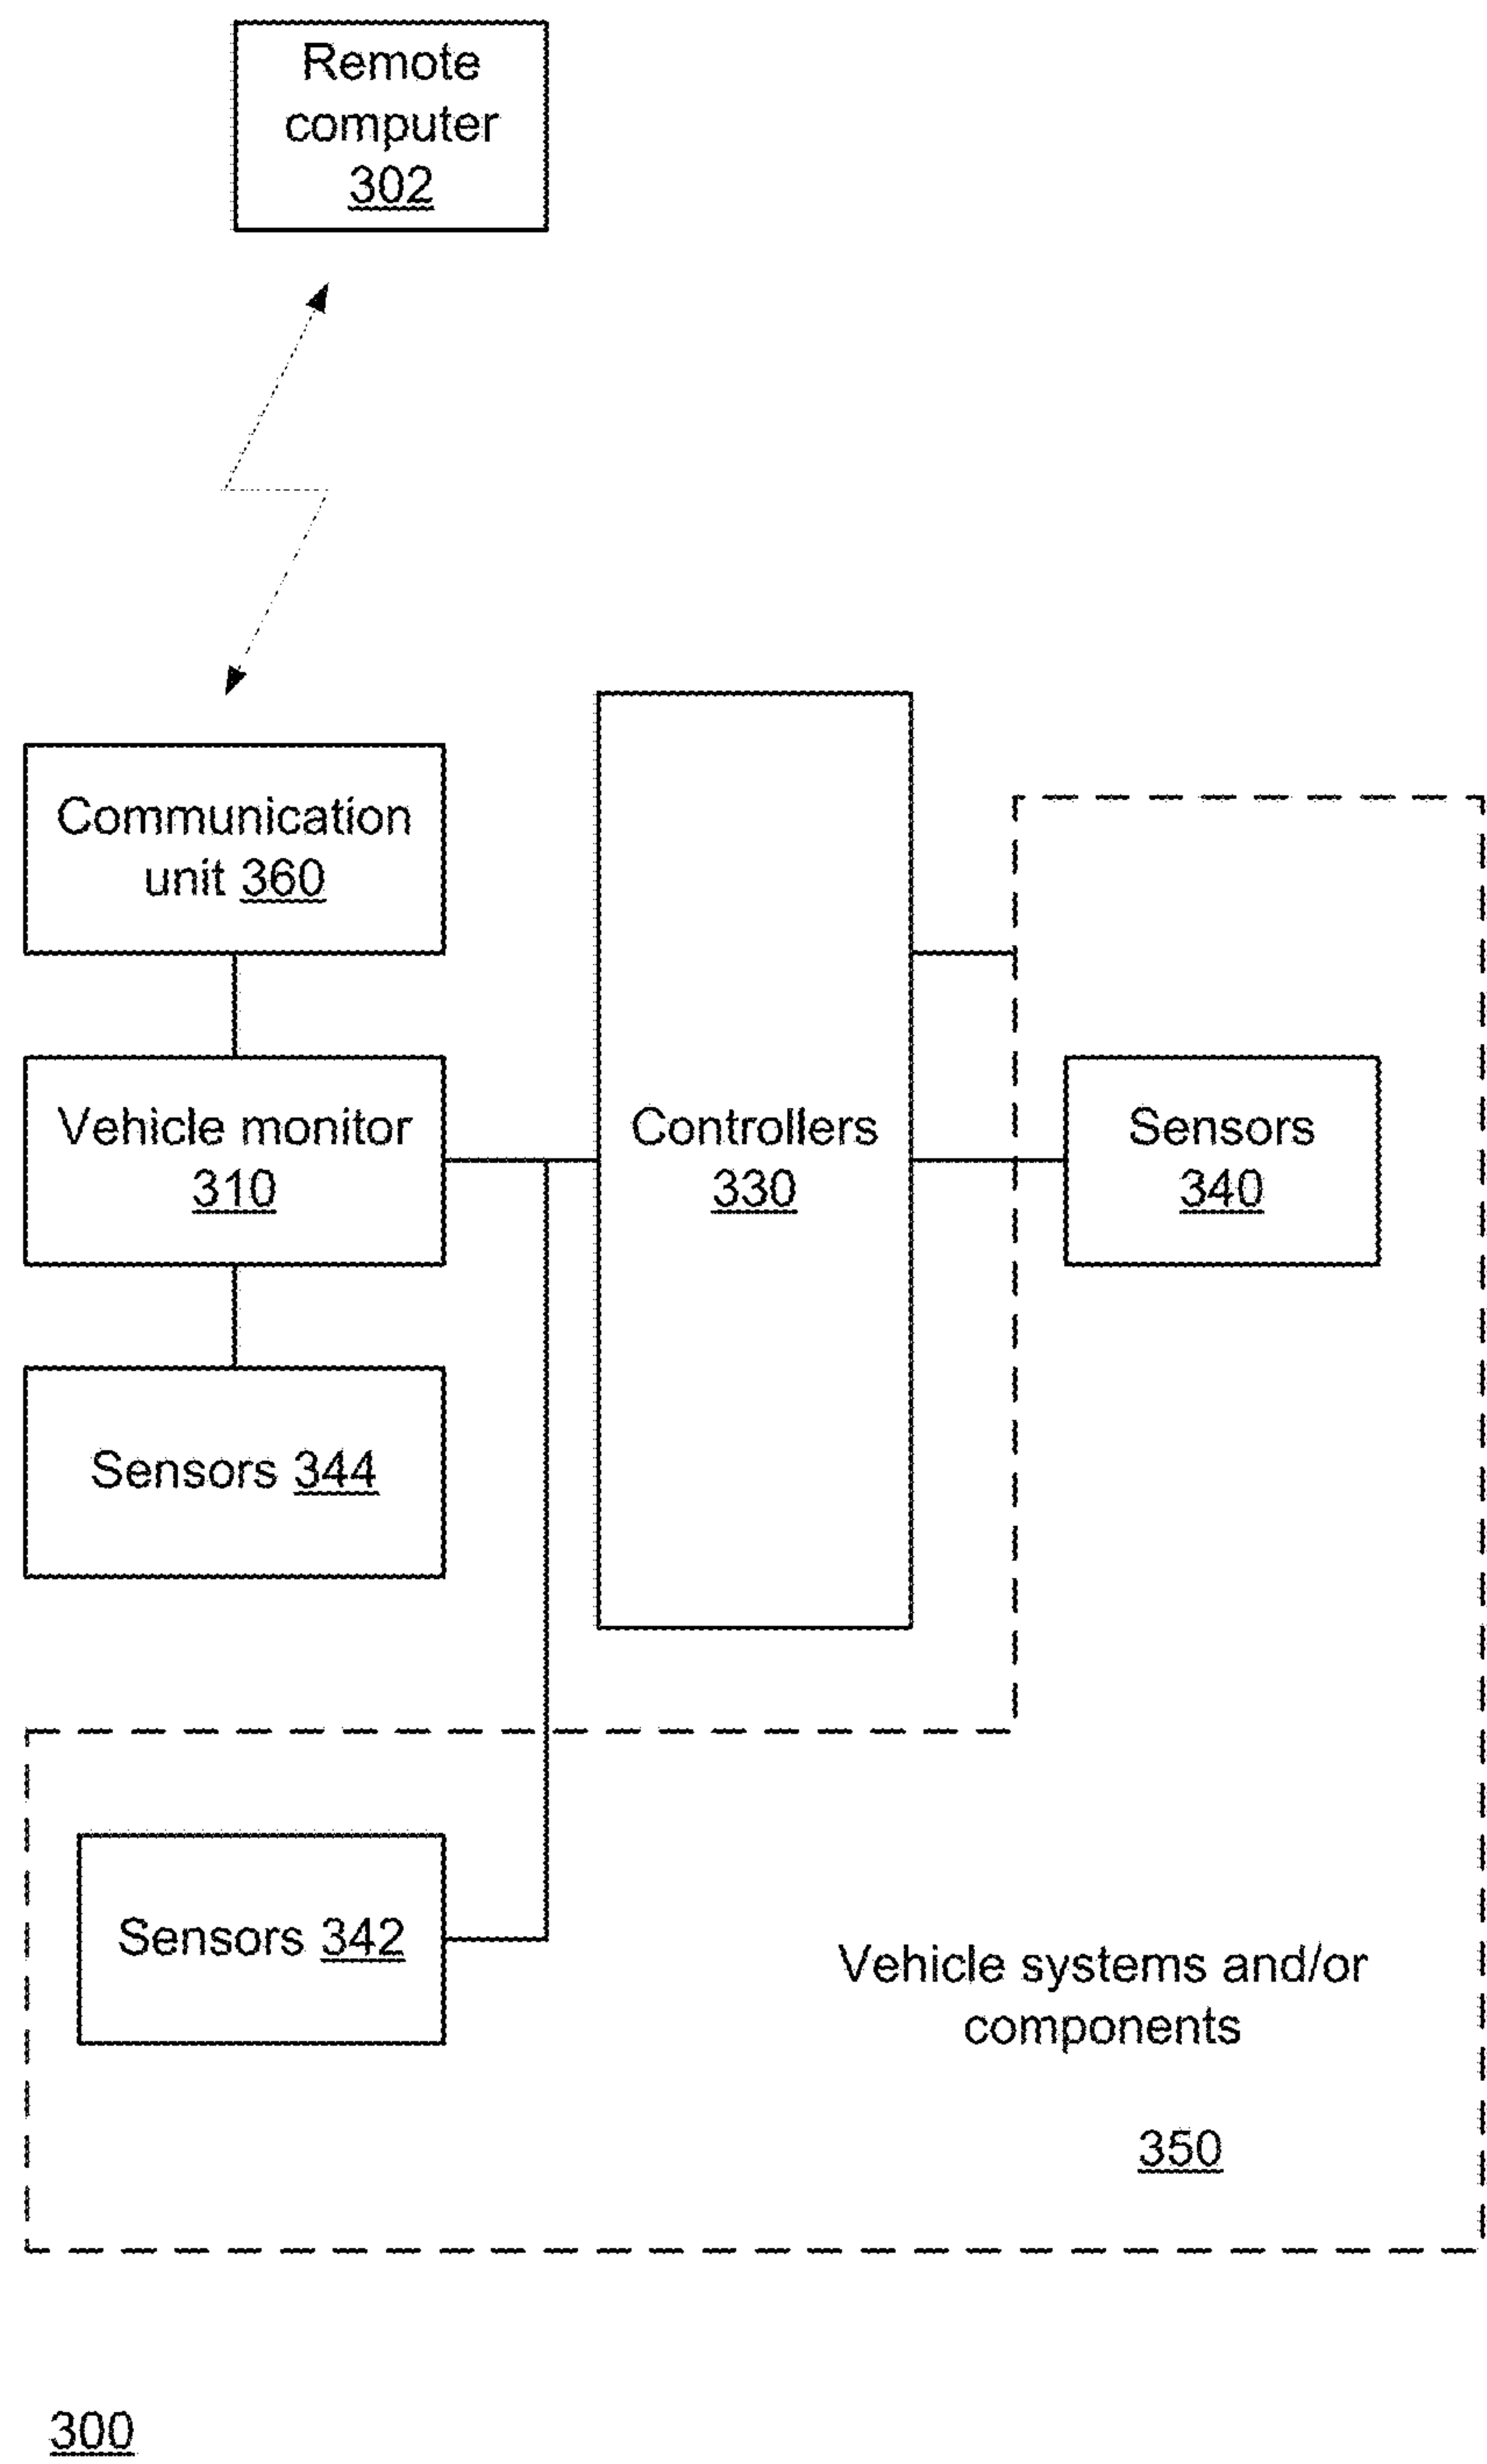 Remote
computer
302
Communication
unit 360
Vehicle monitor
310
Controllers
330
Sensors
340
Sensors 344
Sensors 342
Vehicle systems and/or
components
350
300